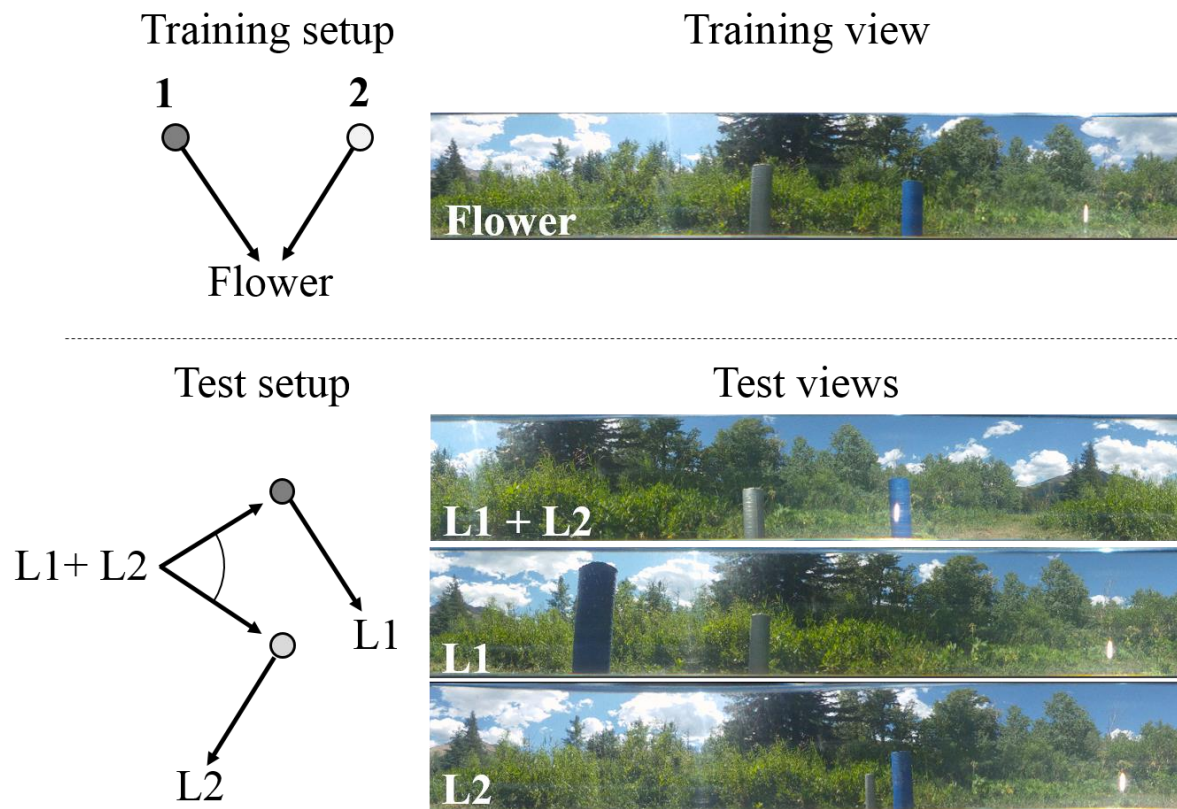 Training setup
Training view
1
2
Flower
Flower
Test setup
Test views
L1+ L2
L1
L2
L1 + L2
L1
L2